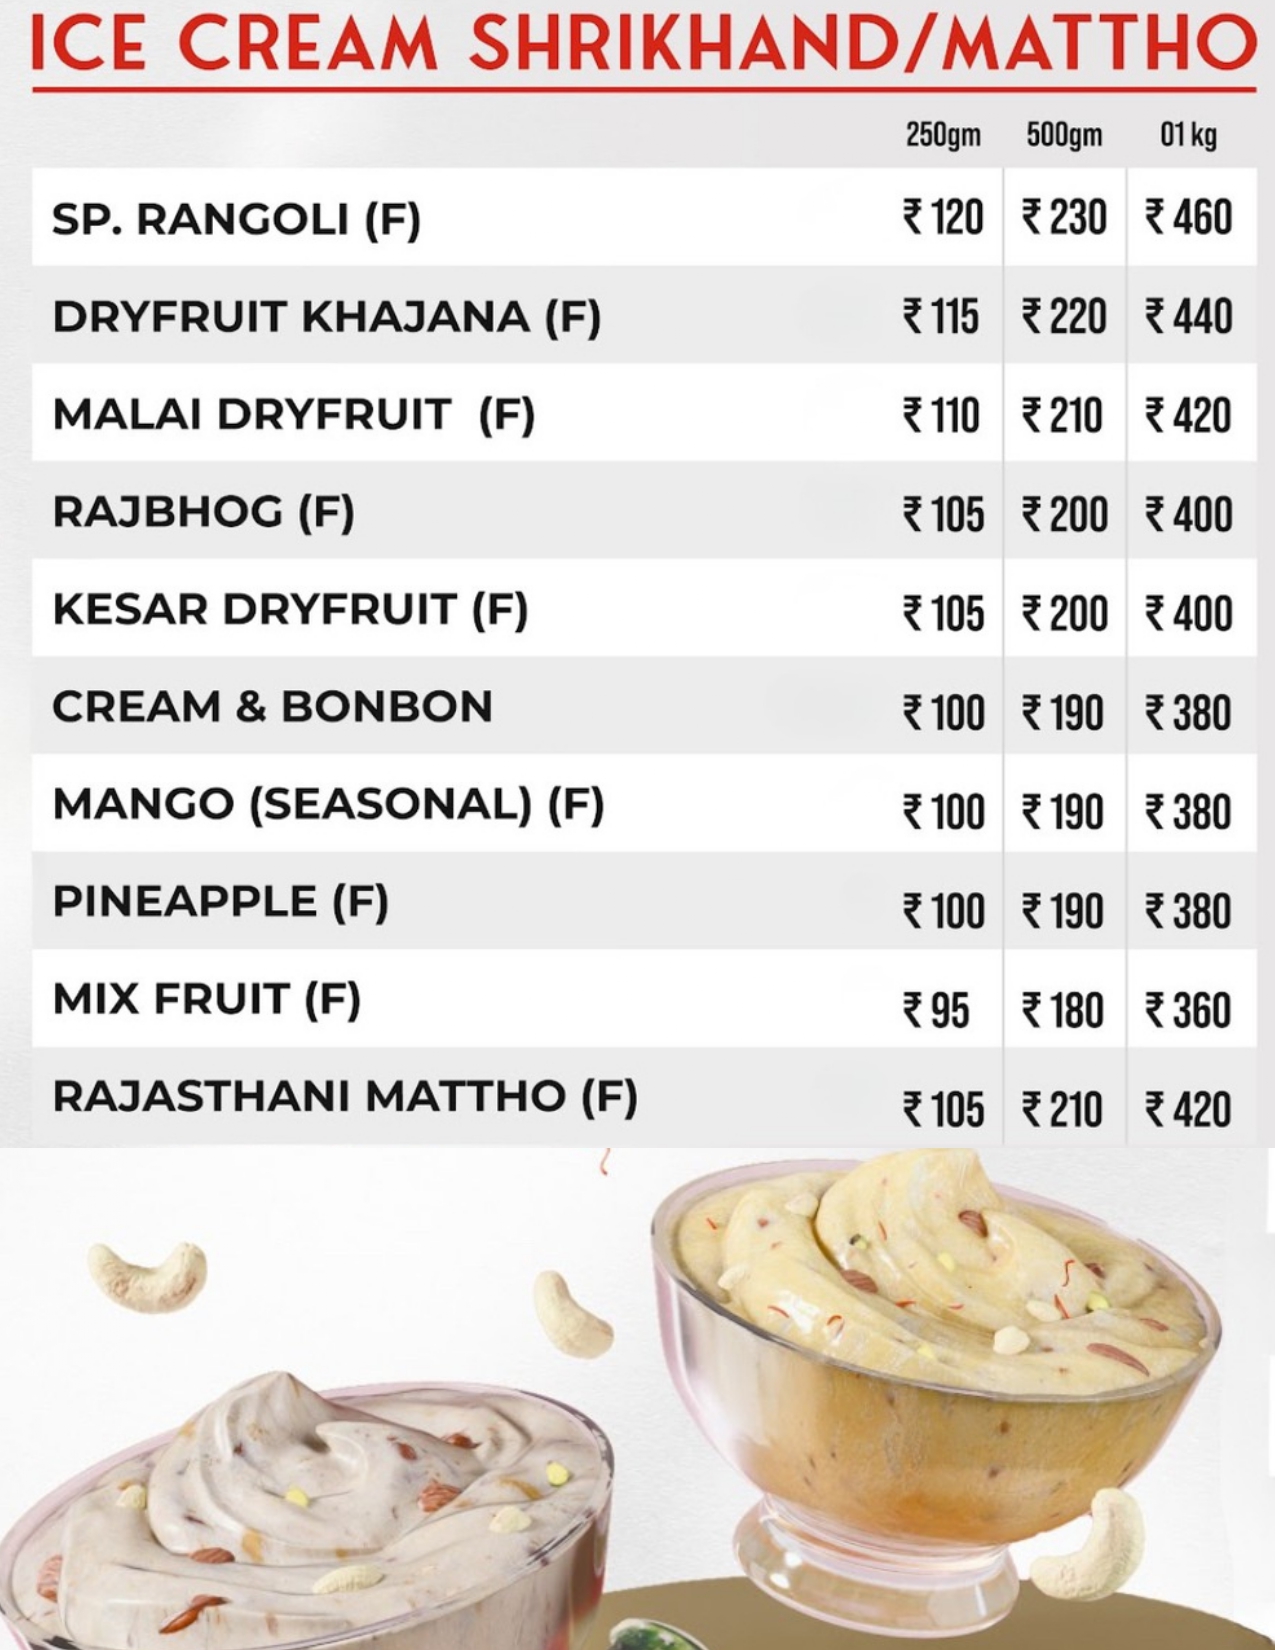 ICE CREAM SHRIKHAND/MATTHO
250gm 500gm 01 kg
SP. RANGOLI (F) ₹ 120 ₹ 230 ₹ 460
DRYFRUIT KHAJANA (F) ₹ 115 ₹ 220 ₹ 440
MALAI DRYFRUIT (F) ₹ 110 ₹ 210 ₹ 420
RAJBHOG (F) ₹ 105 ₹ 200 ₹ 400
KESAR DRYFRUIT (F) ₹ 105 ₹ 200 ₹ 400
CREAM & BONBON ₹ 100 ₹ 190 ₹ 380
MANGO (SEASONAL) (F) ₹ 100 ₹ 190 ₹ 380
PINEAPPLE (F) ₹ 100 ₹ 190 ₹ 380
MIX FRUIT (F) ₹ 95 ₹ 180 ₹ 360
RAJASTHANI MATTHO (F) ₹ 105 ₹ 210 ₹ 420